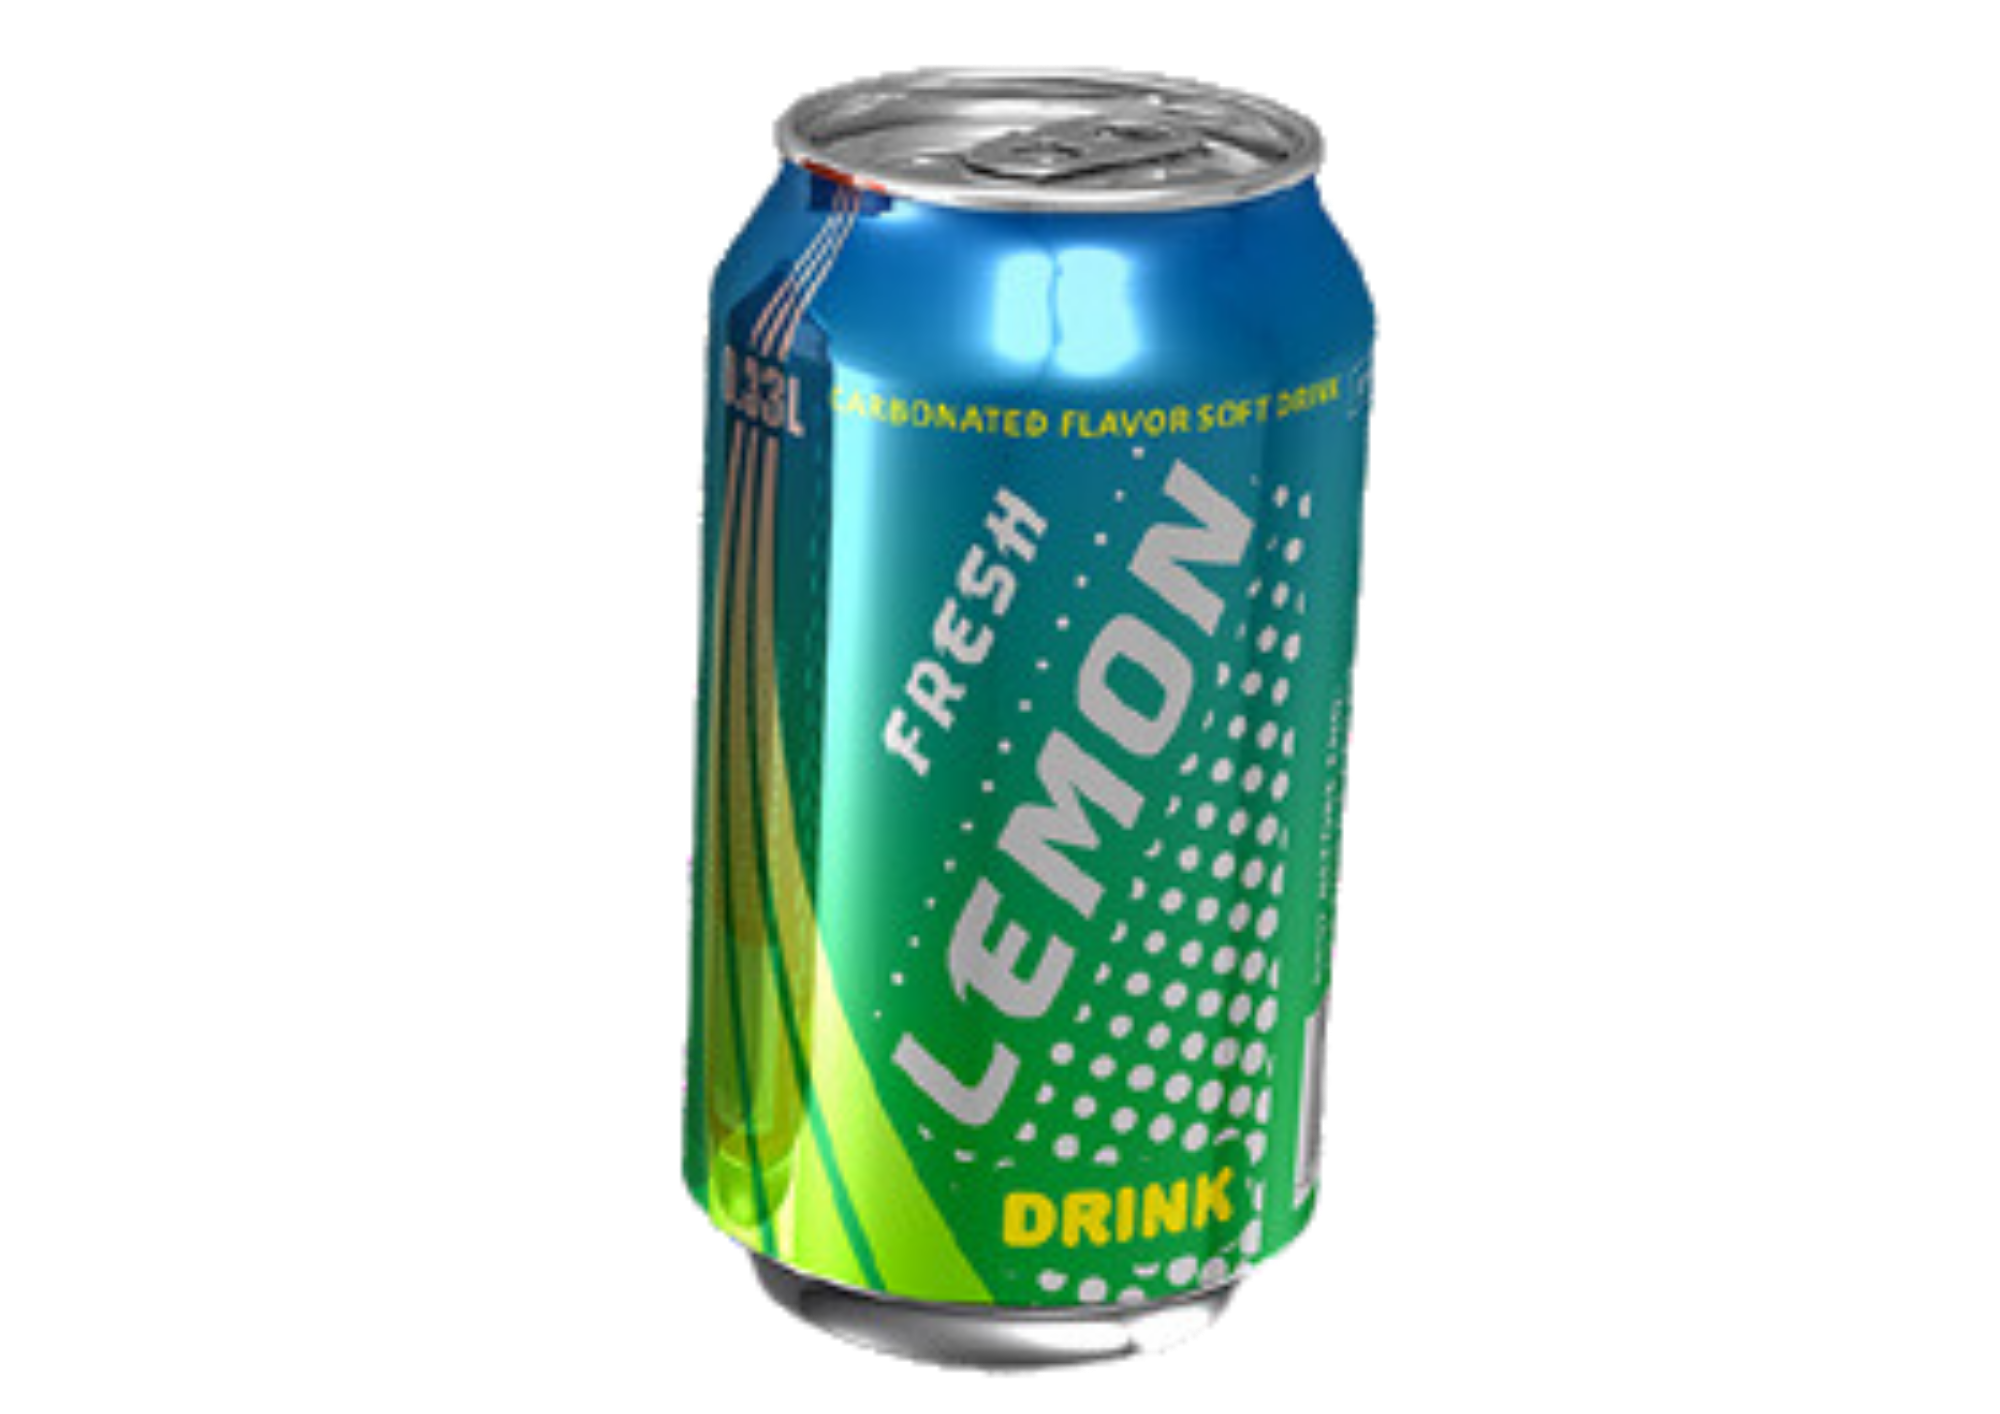 0.33L
CARBONATED FLAVOR SOFT DRINK
FRESH
LEMON
DRINK